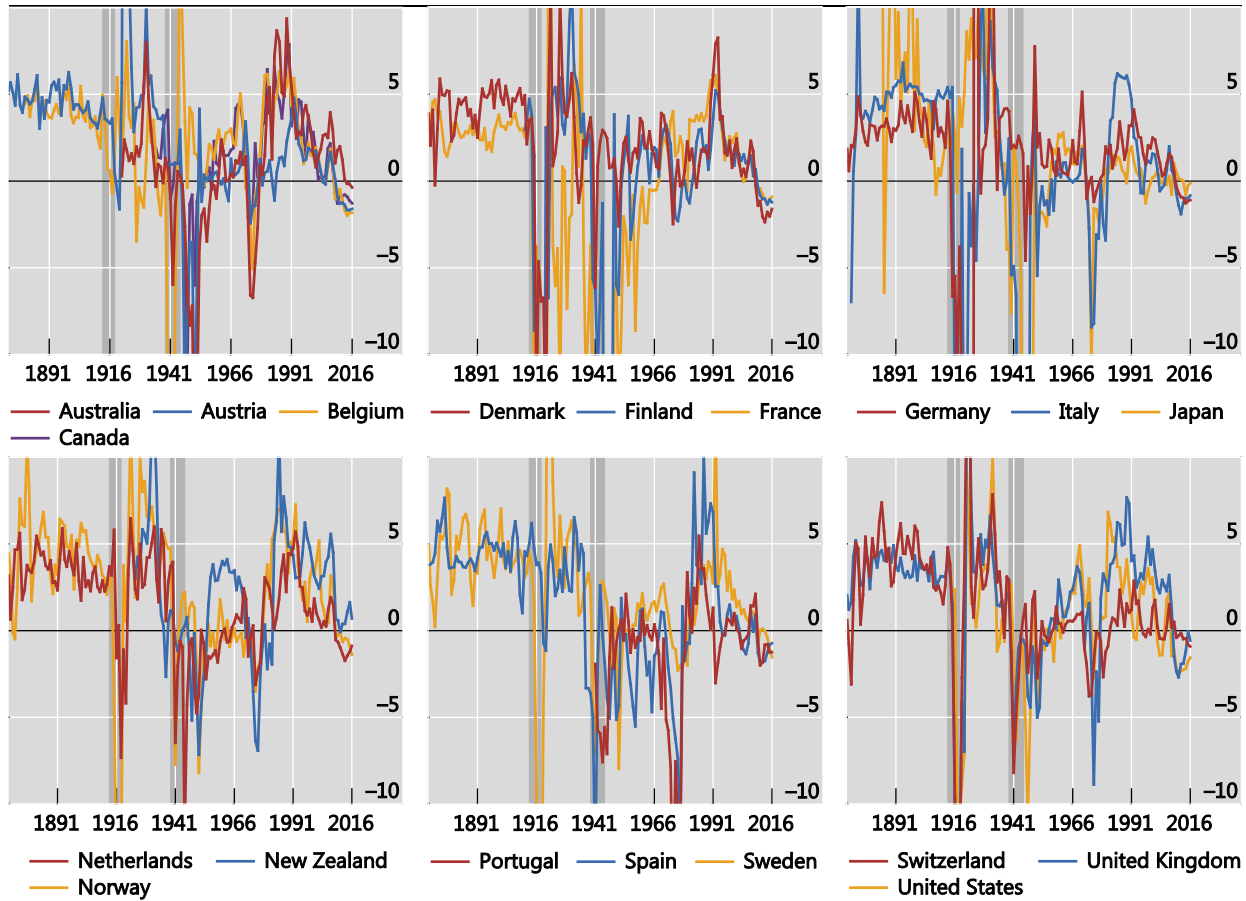 5 5 5
0 0 0
−5 −5 −5
−10 −10 −10
1891 1916 1941 1966 1991 2016 1891 1916 1941 1966 1991 2016 1891 1916 1941 1966 1991 2016
Australia Austria Belgium Denmark Finland France Germany Italy Japan
Canada
5 5 5
0 0 0
−5 −5 −5
−10 −10 −10
1891 1916 1941 1966 1991 2016 1891 1916 1941 1966 1991 2016 1891 1916 1941 1966 1991 2016
Netherlands New Zealand Portugal Spain Sweden Switzerland United Kingdom
Norway United States